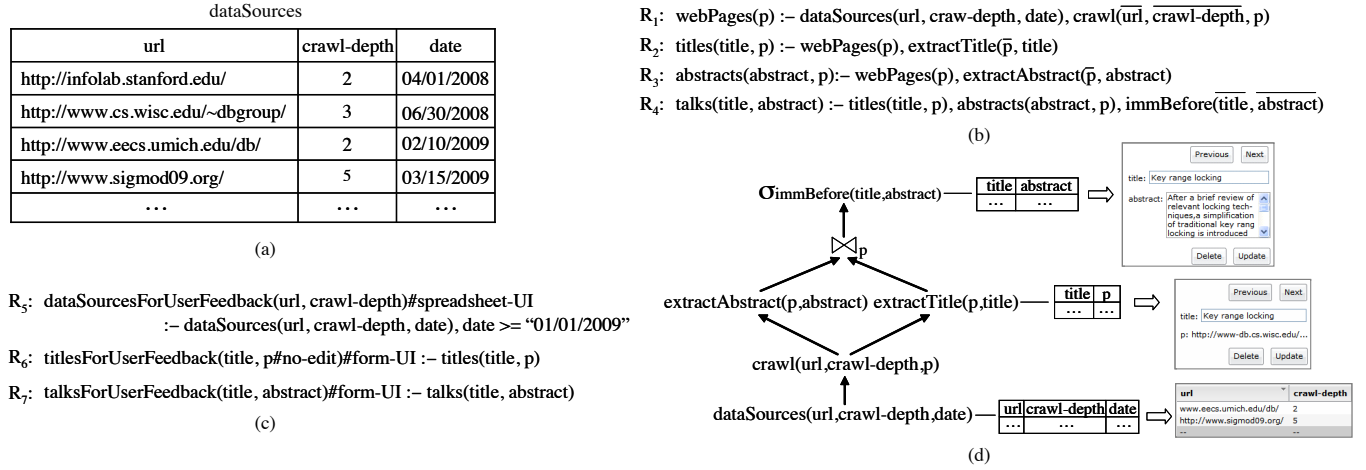 dataSources
url crawl-depth date
http://infolab.stanford.edu/ 2 04/01/2008
http://www.cs.wisc.edu/~dbgroup/ 3 06/30/2008
http://www.eecs.umich.edu/db/ 2 02/10/2009
http://www.sigmod09.org/ 5 03/15/2009
... ... ...
(a)
R1: webPages(p) :– dataSources(url, craw-depth, date), crawl(url, crawl-depth, p)
R2: titles(title, p) :– webPages(p), extractTitle(p, title)
R3: abstracts(abstract, p):– webPages(p), extractAbstract(p, abstract)
R4: talks(title, abstract) :– titles(title, p), abstracts(abstract, p), immBefore(title, abstract)
(b)
R5: dataSourcesForUserFeedback(url, crawl-depth)#spreadsheet-UI
:– dataSources(url, crawl-depth, date), date >= “01/01/2009”
R6: titlesForUserFeedback(title, p#no-edit)#form-UI :– titles(title, p)
R7: talksForUserFeedback(title, abstract)#form-UI :– talks(title, abstract)
(c)
σimmBefore(title,abstract)
title abstract
... ...
Previous Next
title: Key range locking
abstract: After a brief review of
relevant locking tech-
niques,a simplification
of traditional key rang
locking is introduced
Delete Update
⋈p
extractAbstract(p,abstract) extractTitle(p,title)
title p
... ...
Previous Next
title: Key range locking
p: http://www-db.cs.wisc.edu/...
Delete Update
crawl(url,crawl-depth,p)
dataSources(url,crawl-depth,date)
url crawl-depth date
... ... ...
url crawl-depth
www.eecs.umich.edu/db/ 2
http://www.sigmod09.org/ 5
-- --
(d)